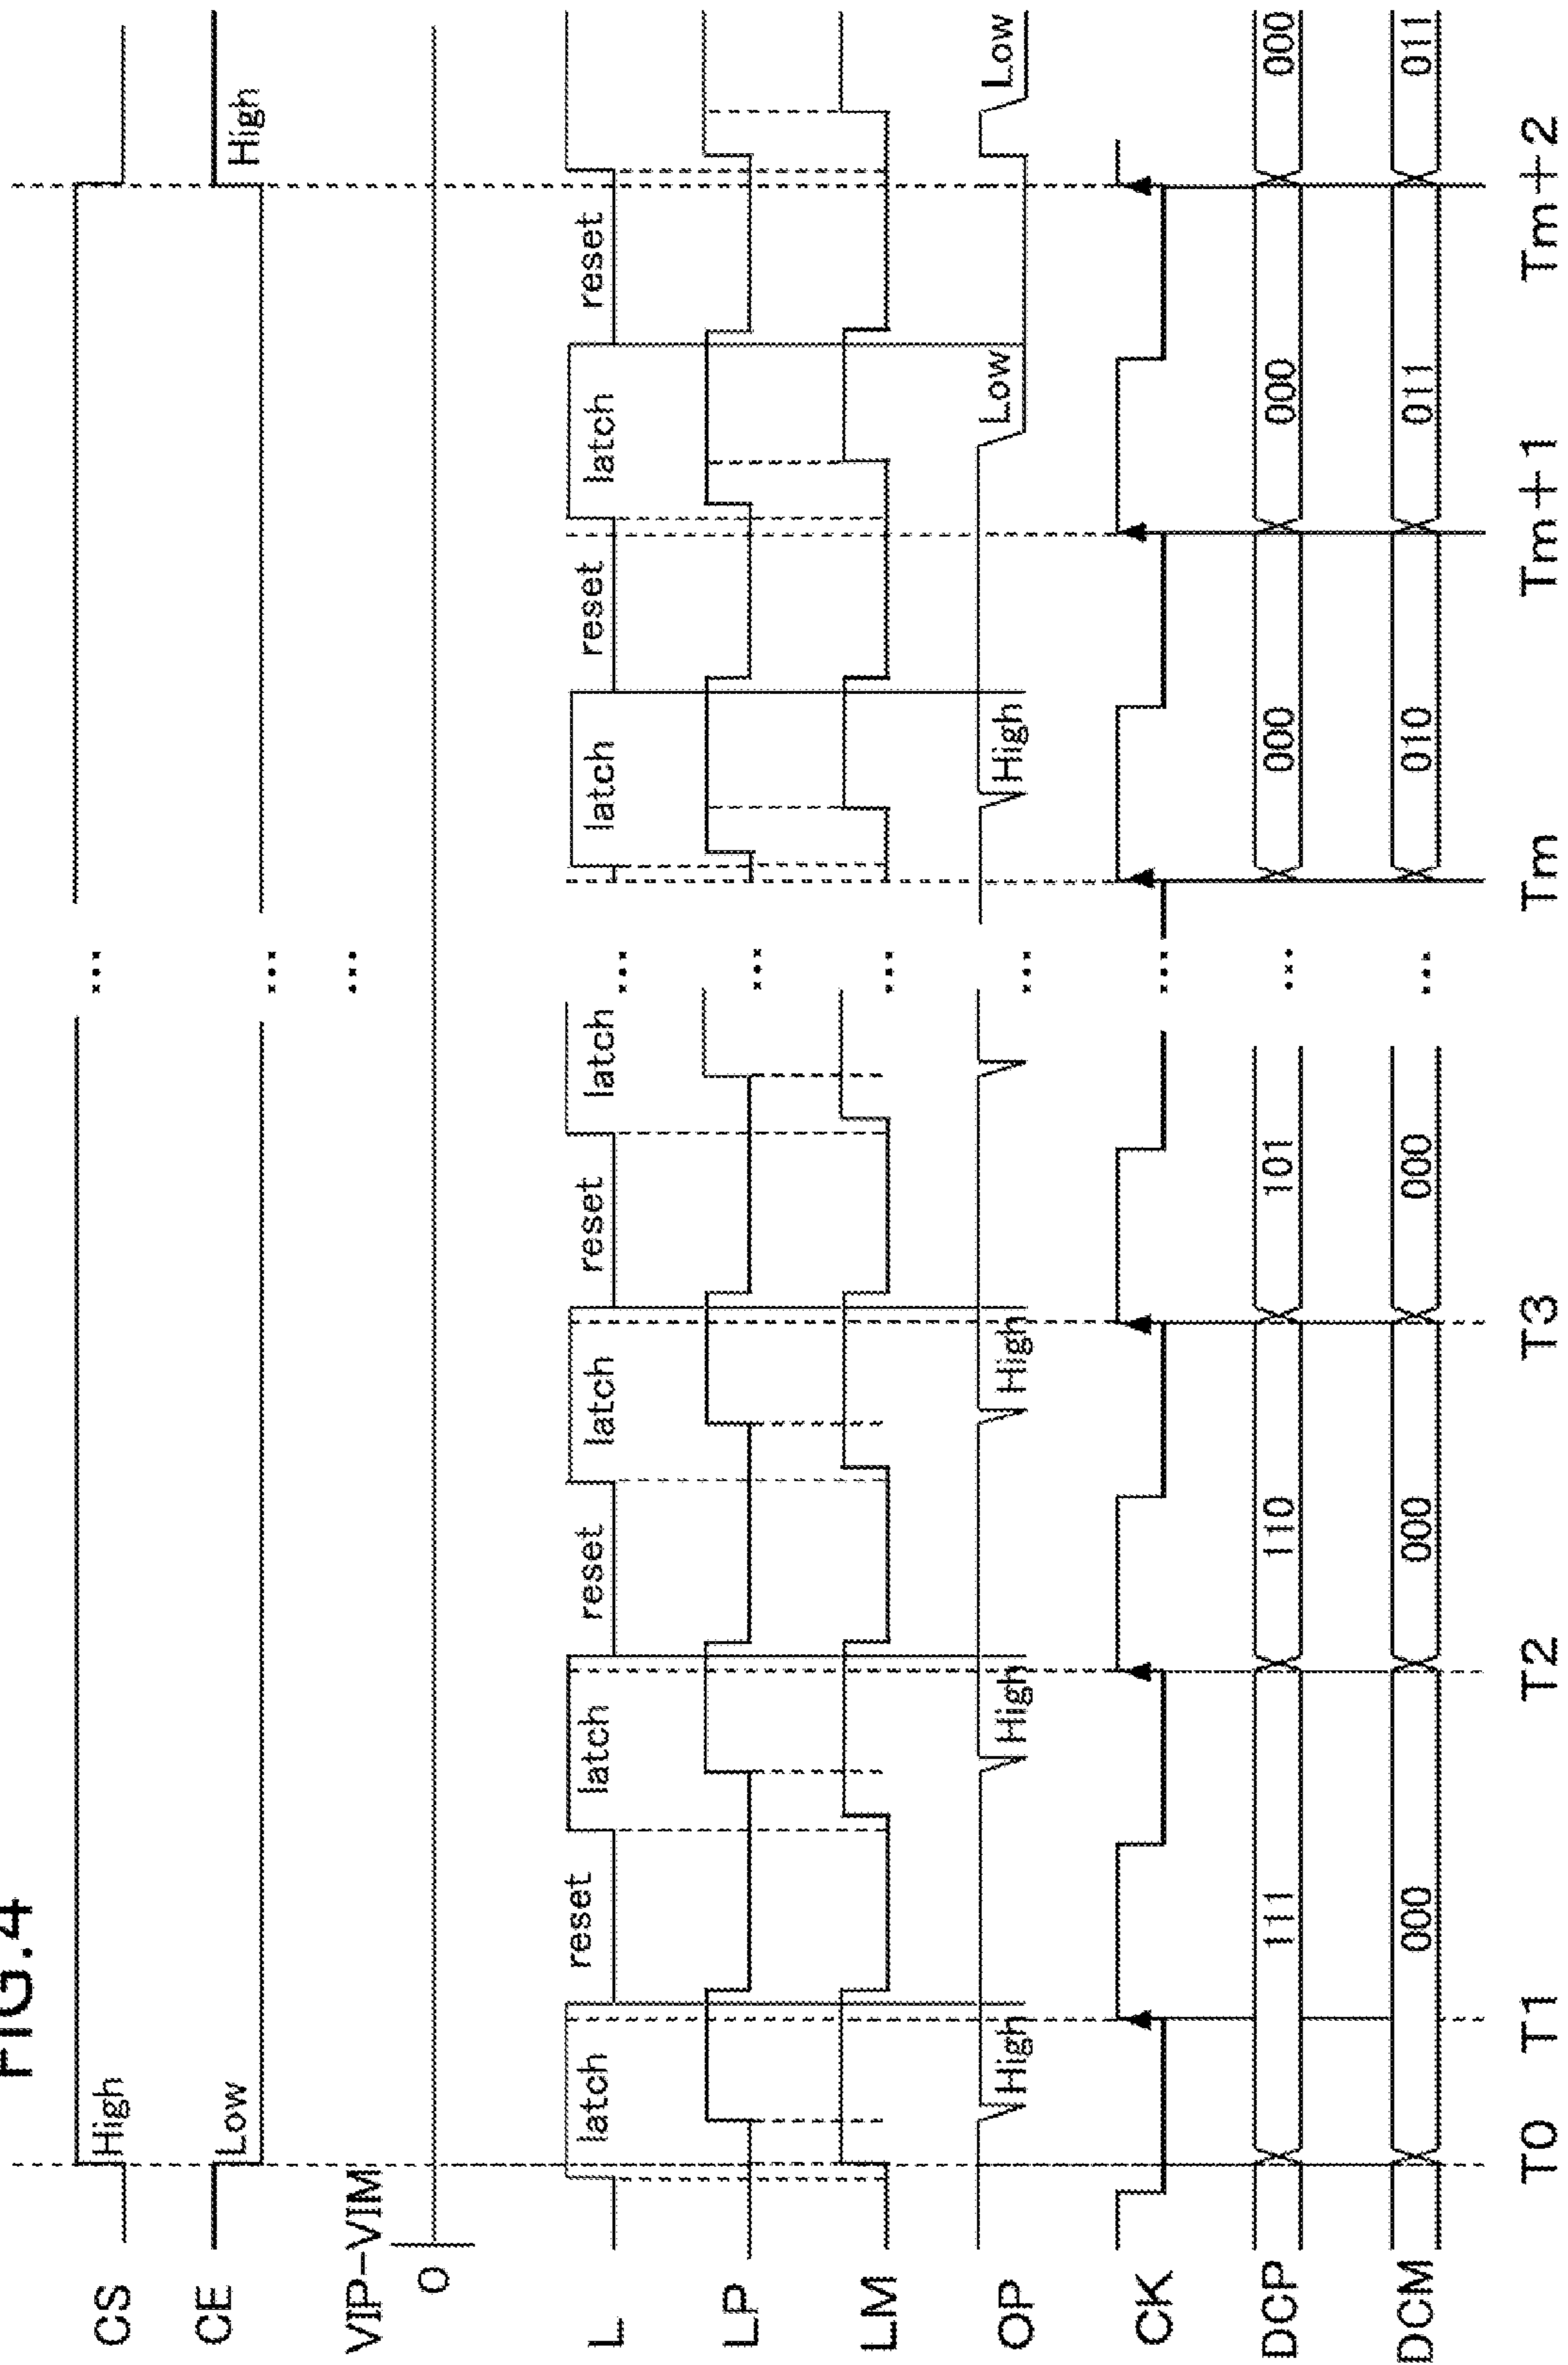 FIG.4
CS High ...
CE Low ... High
VIP-VIM ...
0
L latch reset latch reset latch reset latch ... latch reset latch reset
LP ...
LM ...
OP High High High ... High Low Low
CK ...
DCP 111 110 101 ... 000 000 000
DCM 000 000 000 ... 010 011 011
T0 T1 T2 T3 Tm Tm+1 Tm+2